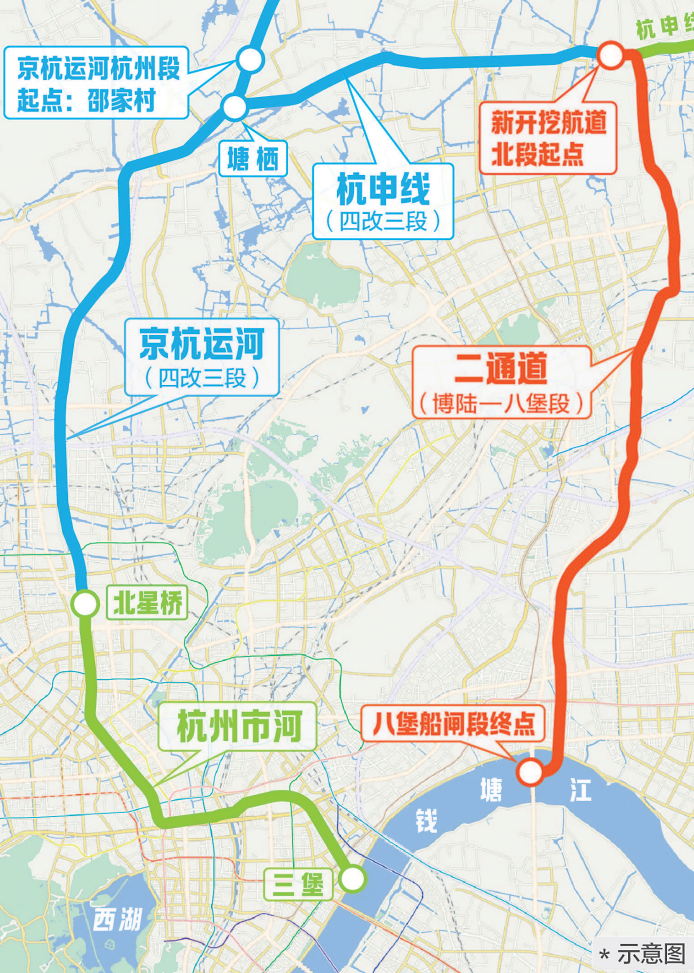 杭申线
京杭运河杭州段
起点：邵家村
新开挖航道
北段起点
塘栖
杭申线
（四改三段）
京杭运河
（四改三段）
二通道
（博陆一八堡段）
北星桥
杭州市河
八堡船闸段终点
钱塘江
三堡
西湖
* 示意图